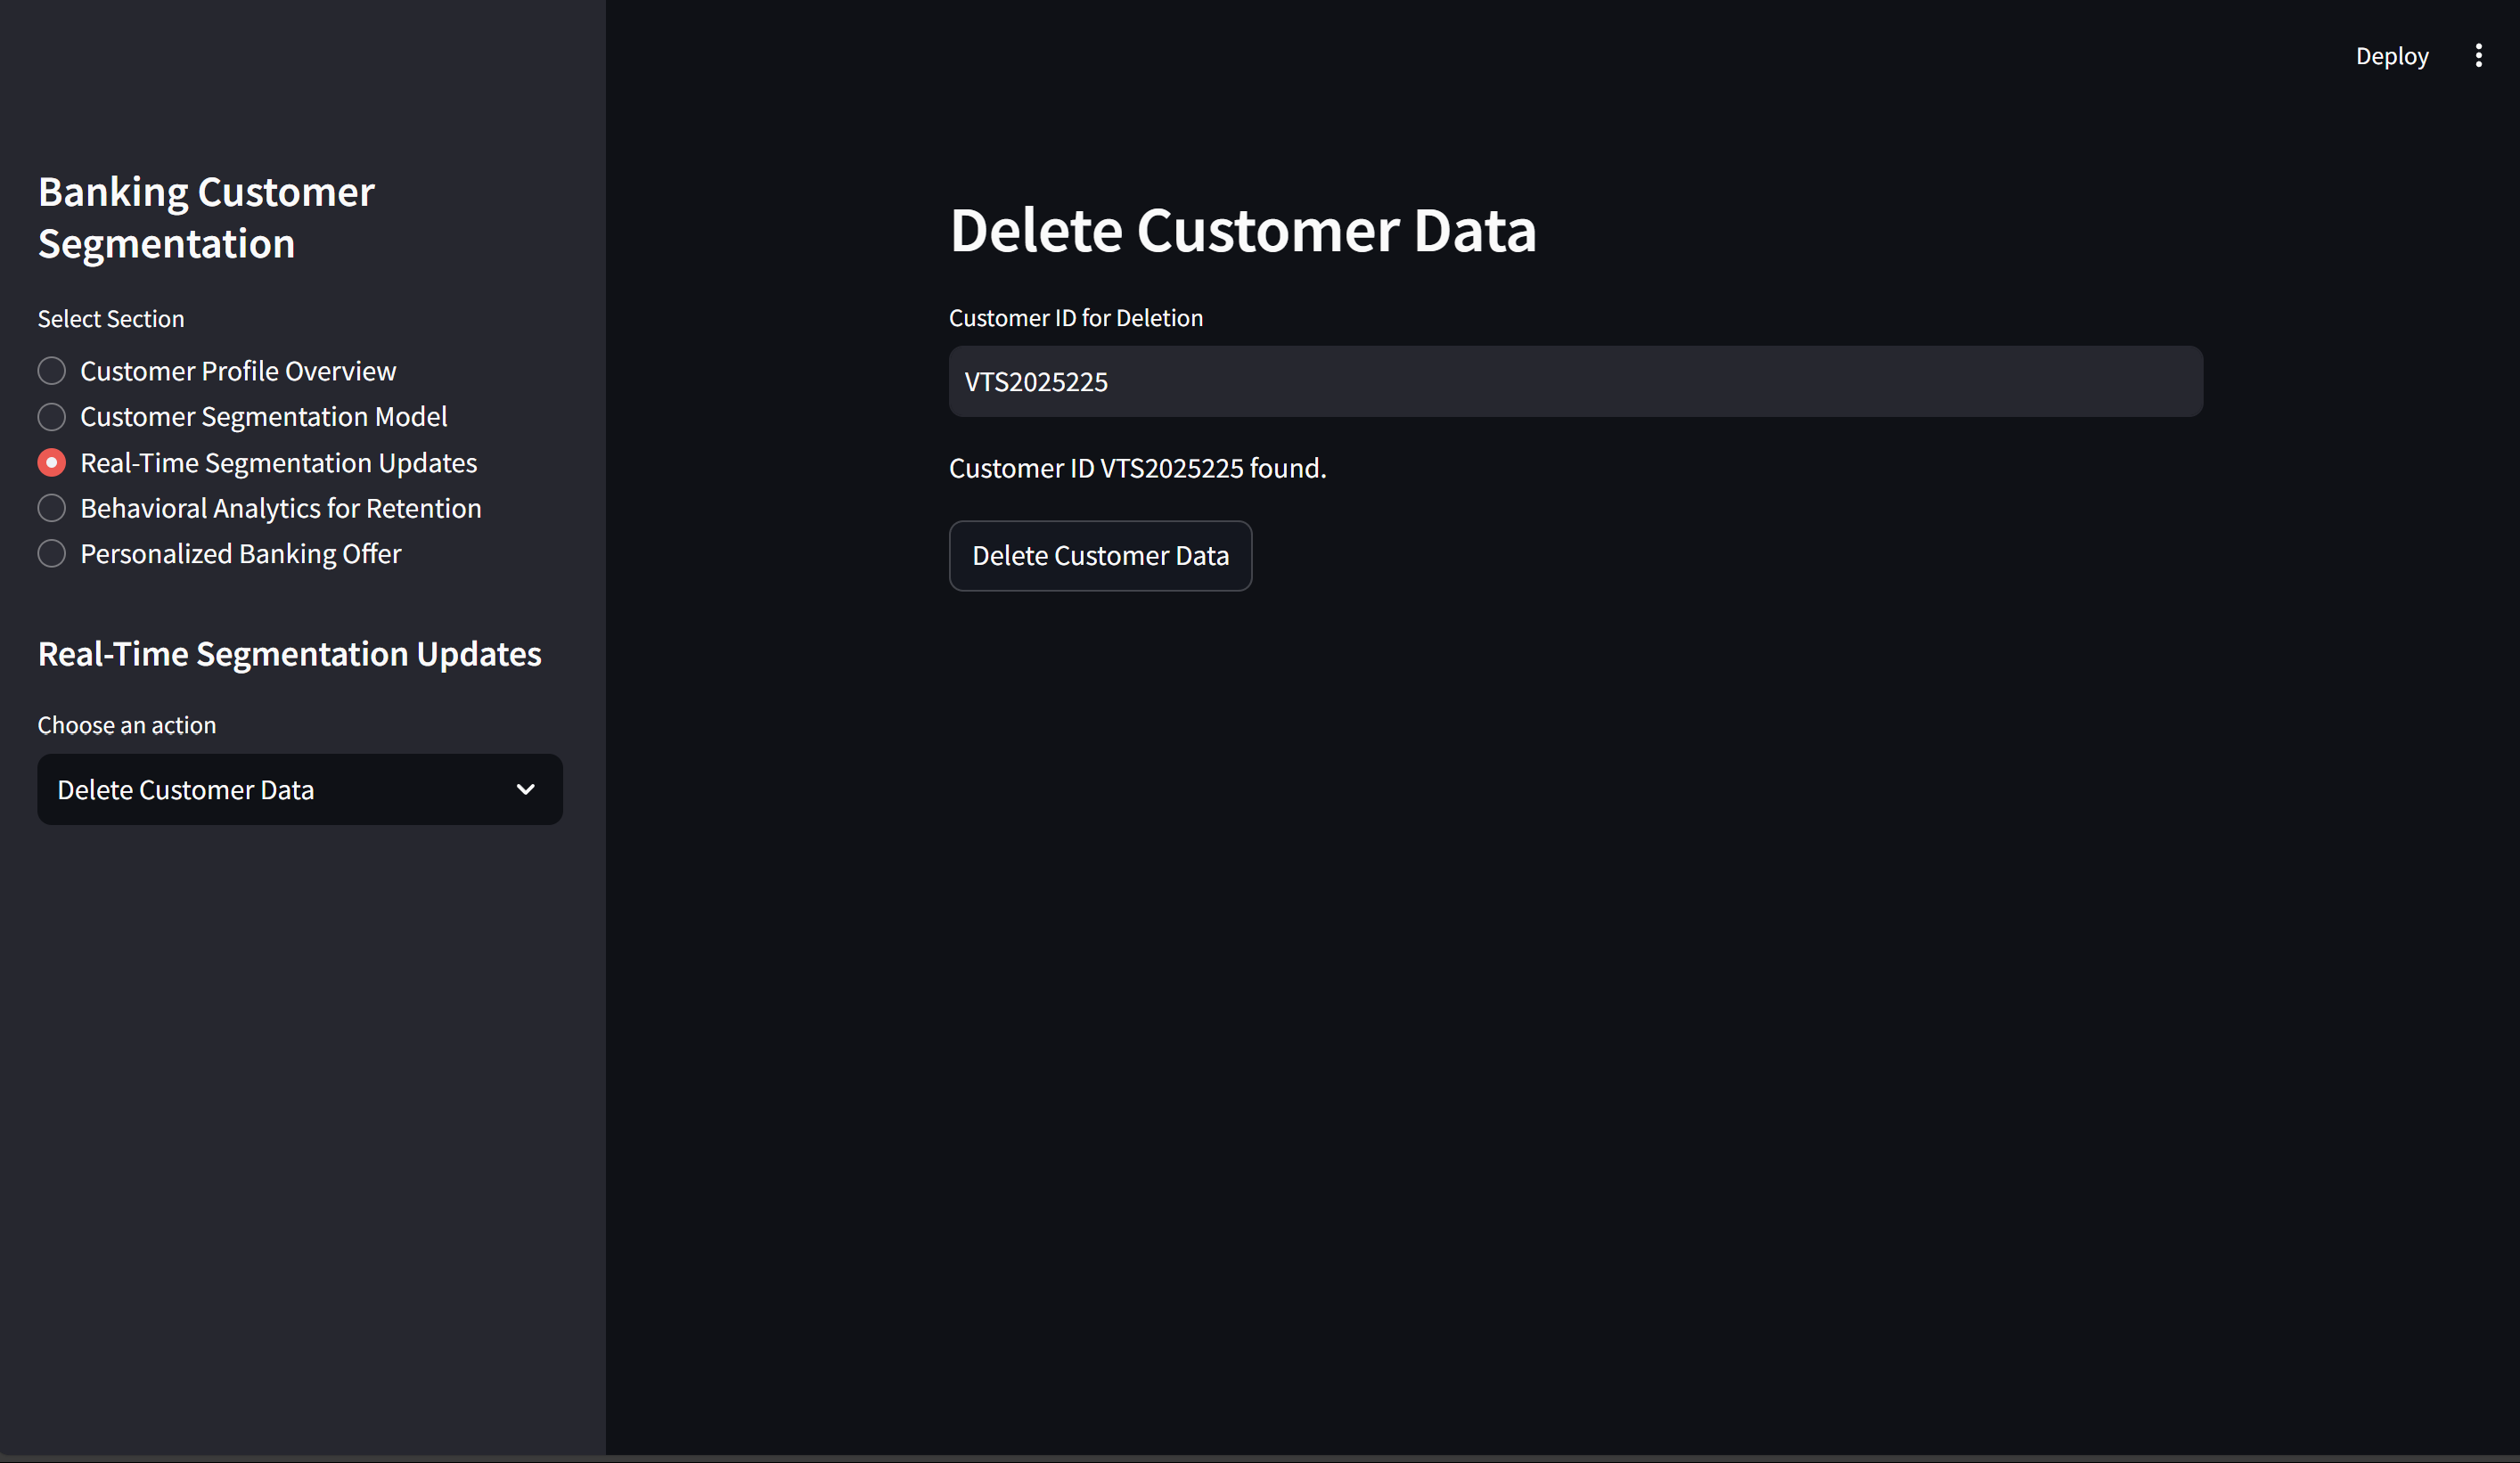 Deploy
Banking Customer
Segmentation
Select Section
Customer Profile Overview
Customer Segmentation Model
Real-Time Segmentation Updates
Behavioral Analytics for Retention
Personalized Banking Offer
Real-Time Segmentation Updates
Choose an action
Delete Customer Data
Delete Customer Data
Customer ID for Deletion
VTS2025225
Customer ID VTS2025225 found.
Delete Customer Data